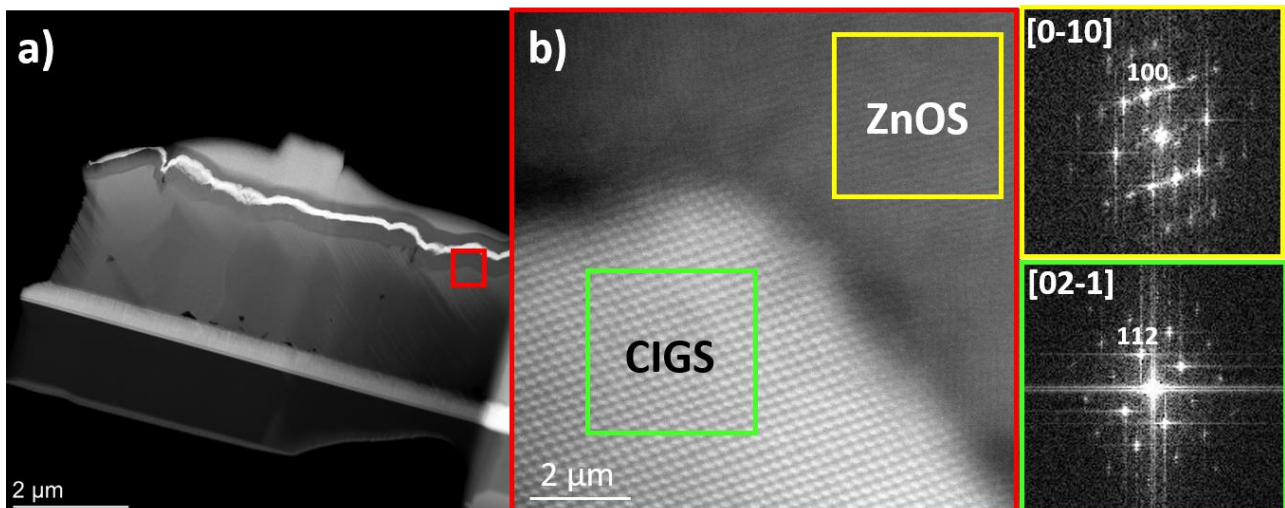 a)
2 μm
b)
ZnOS
CIGS
2 μm
[0-10]
100
[02-1]
112